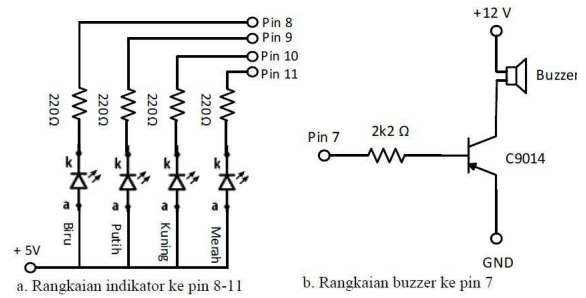 Pin 8
Pin 9
Pin 10
Pin 11
220Ω
220Ω
220Ω
220Ω
k
k
k
k
a
a
a
a
Biru
Putih
Kuning
Merah
+ 5V
a. Rangkaian indikator ke pin 8-11
+12 V
Buzzer
Pin 7
2k2 Ω
C9014
GND
b. Rangkaian buzzer ke pin 7